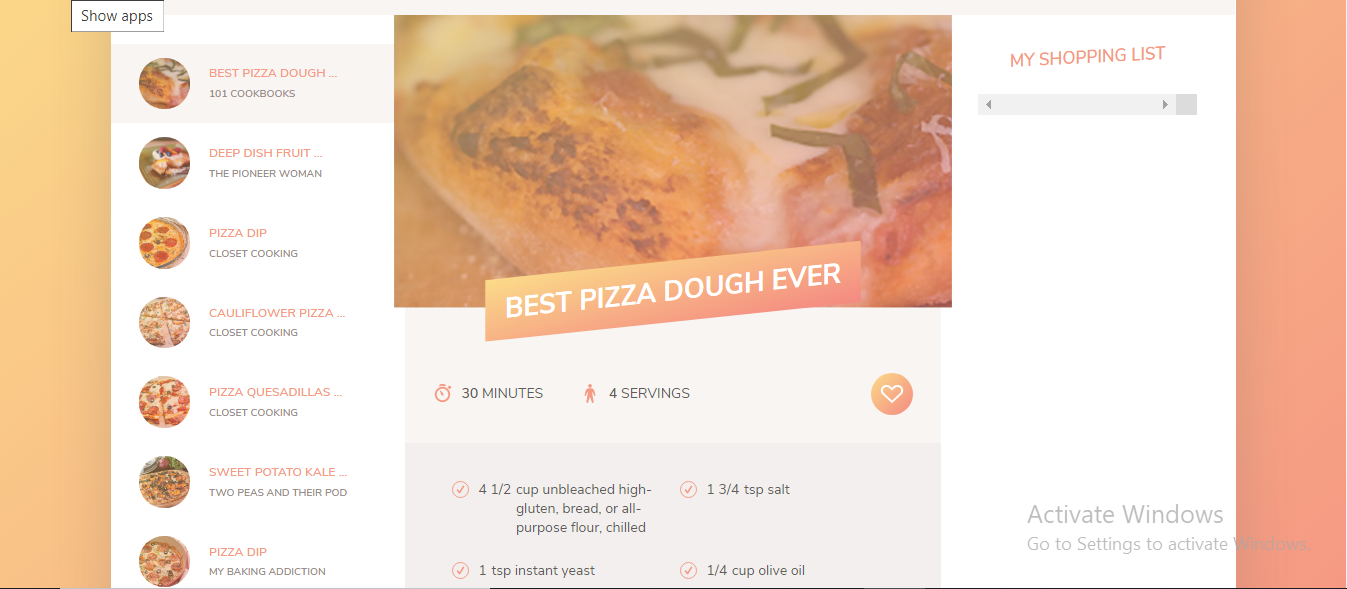 Show apps
BEST PIZZA DOUGH ...
101 COOKBOOKS
DEEP DISH FRUIT ...
THE PIONEER WOMAN
PIZZA DIP
CLOSET COOKING
CAULIFLOWER PIZZA ...
CLOSET COOKING
PIZZA QUESADILLAS ...
CLOSET COOKING
SWEET POTATO KALE ...
TWO PEAS AND THEIR POD
PIZZA DIP
MY BAKING ADDICTION
BEST PIZZA DOUGH EVER
30 MINUTES
4 SERVINGS
4 1/2 cup unbleached high-
gluten, bread, or all-
purpose flour, chilled
1 3/4 tsp salt
1 tsp instant yeast
1/4 cup olive oil
MY SHOPPING LIST
Activate Windows
Go to Settings to activate Windows.